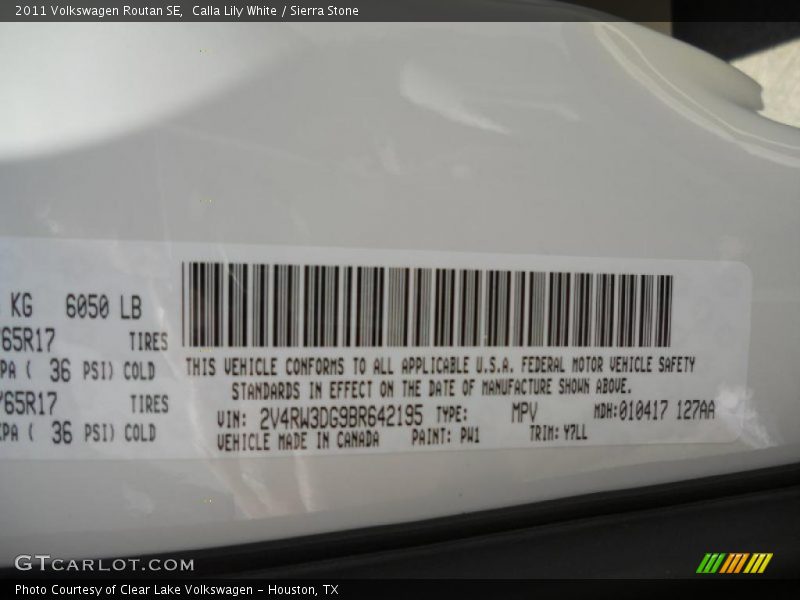 2011 Volkswagen Routan SE,  Calla Lily White / Sierra Stone
KG 6050 LB
65R17 TIRES
PA ( 36 PSI) COLD
/65R17 TIRES
KPA ( 36 PSI) COLD
THIS VEHICLE CONFORMS TO ALL APPLICABLE U.S.A. FEDERAL MOTOR VEHICLE SAFETY
STANDARDS IN EFFECT ON THE DATE OF MANUFACTURE SHOWN ABOVE.
VIN: 2V4RW3DG9BR642195 TYPE: MPV MDH:010417 127AA
VEHICLE MADE IN CANADA PAINT: PW1 TRIM: Y7LL
GTCARLOT.COM
Photo Courtesy of Clear Lake Volkswagen - Houston, TX